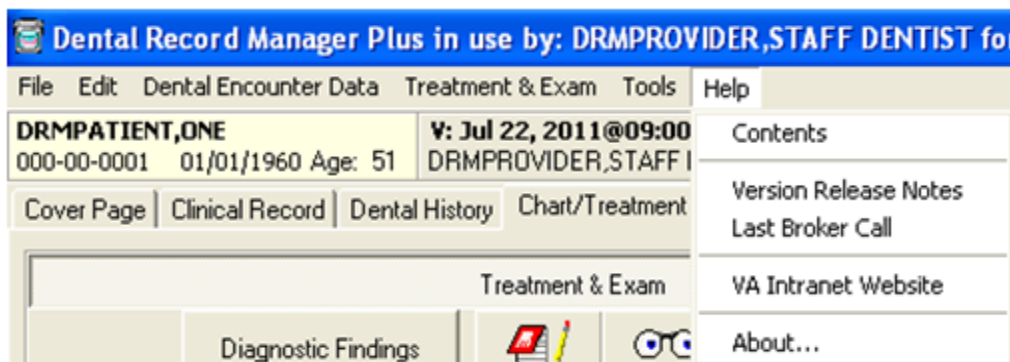 Dental Record Manager Plus in use by: DRMPROVIDER,STAFF DENTIST for
File Edit Dental Encounter Data Treatment & Exam Tools Help
DRMPATIENT,ONE V: Jul 22, 2011@09:00
000-00-0001 01/01/1960 Age: 51 DRMPROVIDER,STAFF
Cover Page Clinical Record Dental History Chart/Treatment
Treatment & Exam
Diagnostic Findings
Contents
Version Release Notes
Last Broker Call
VA Intranet Website
About...